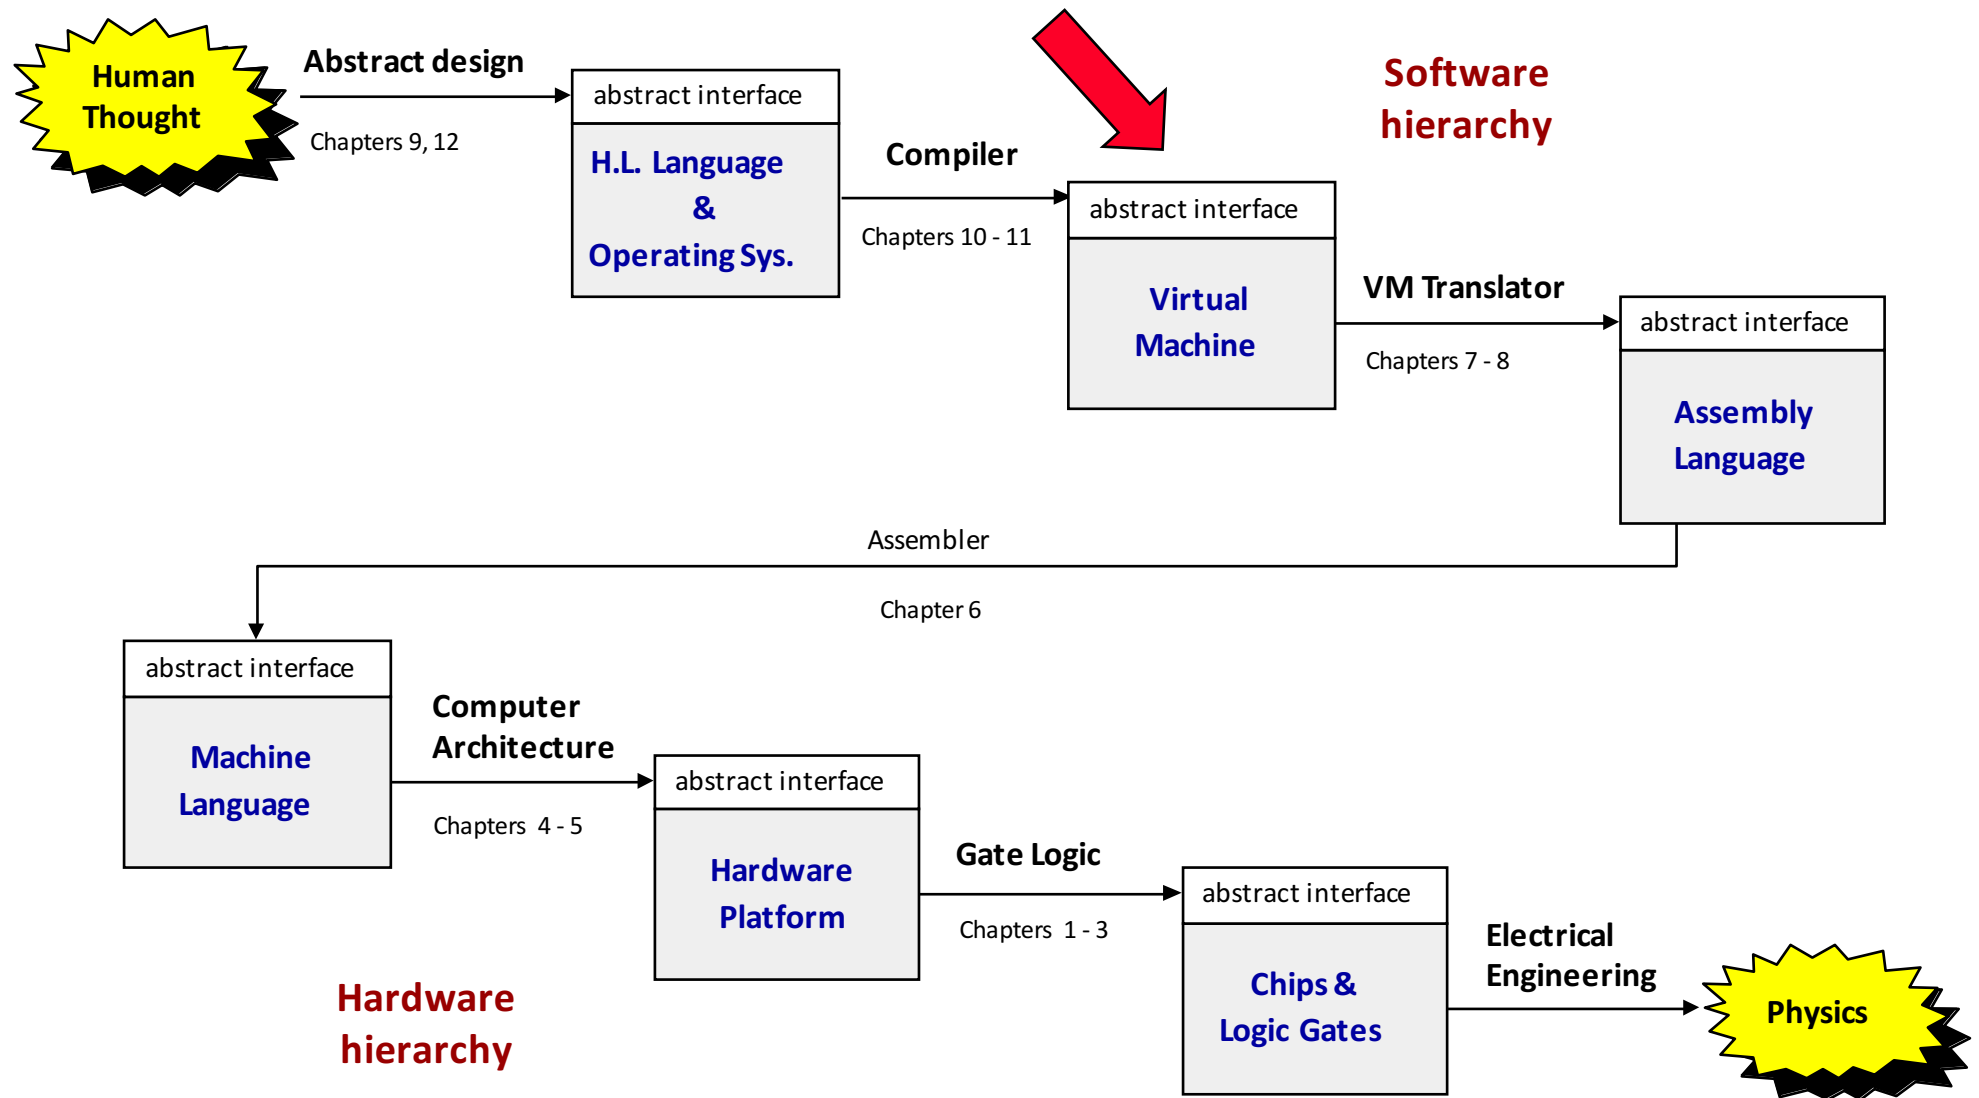 Human
Thought
Abstract design
Chapters 9, 12
abstract interface
H.L. Language
&
Operating Sys.
Compiler
Chapters 10 - 11
Software
hierarchy
abstract interface
Virtual
Machine
VM Translator
Chapters 7 - 8
abstract interface
Assembly
Language
Assembler
Chapter 6
abstract interface
Machine
Language
Computer
Architecture
Chapters 4 - 5
abstract interface
Hardware
Platform
Gate Logic
Chapters 1 - 3
abstract interface
Chips &
Logic Gates
Electrical
Engineering
Physics
Hardware
hierarchy